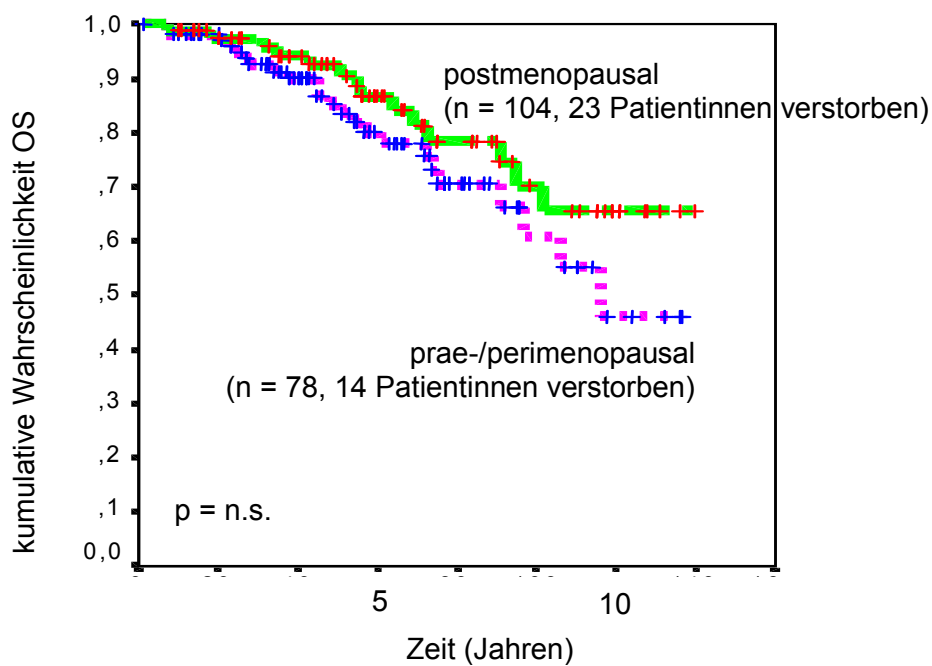 1,0
,9
,8
,7
,6
,5
,4
,3
,2
,1
0,0
kumulative Wahrscheinlichkeit OS
postmenopausal
(n = 104, 23 Patientinnen verstorben)
prae-/perimenopausal
(n = 78, 14 Patientinnen verstorben)
p = n.s.
5
10
Zeit (Jahren)